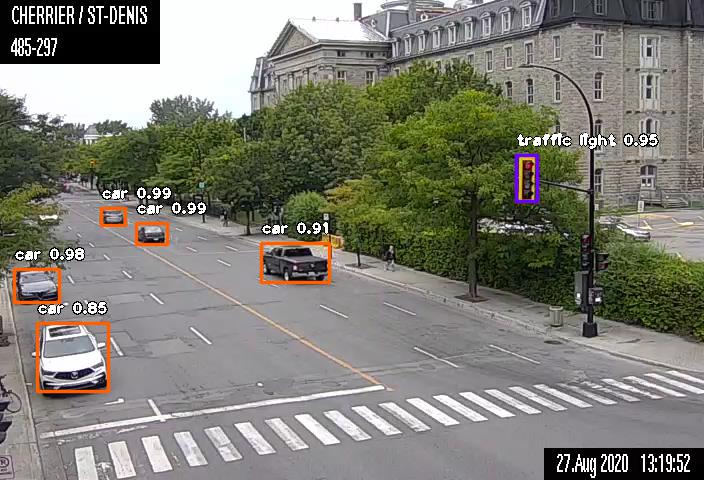 CHERRIER / ST-DENIS
485-297
traffic light 0.95
car 0.99
car 0.99
car 0.91
car 0.98
car 0.85
27.Aug 2020 13:19:52